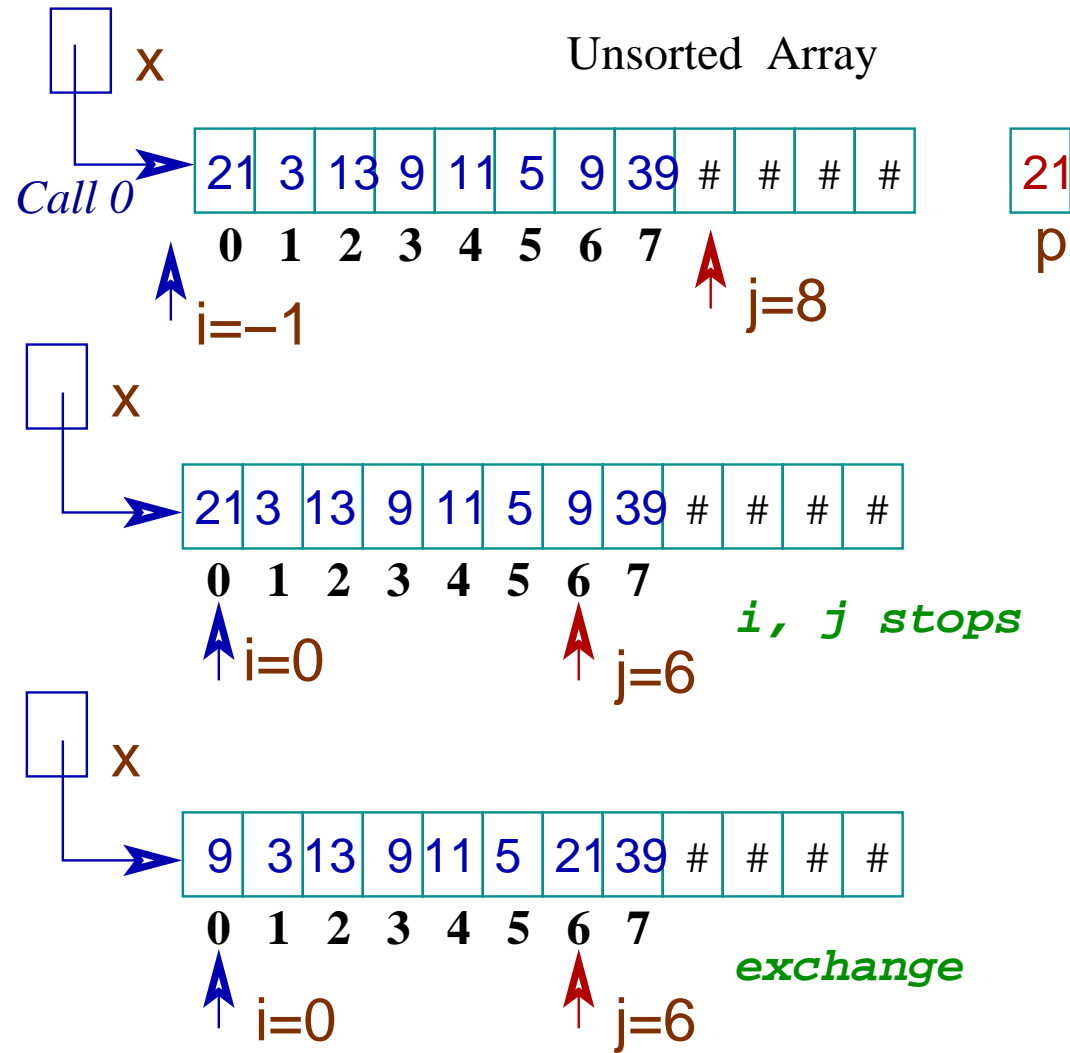 x Unsorted Array
21 3 13 9 11 5 9 39 # # # # 21
Call 0
0 1 2 3 4 5 6 7 p
i=−1 j=8
x
21 3 13 9 11 5 9 39 # # # #
0 1 2 3 4 5 6 7
i, j stops
i=0 j=6
x
9 3 13 9 11 5 21 39 # # # #
0 1 2 3 4 5 6 7
exchange
i=0 j=6